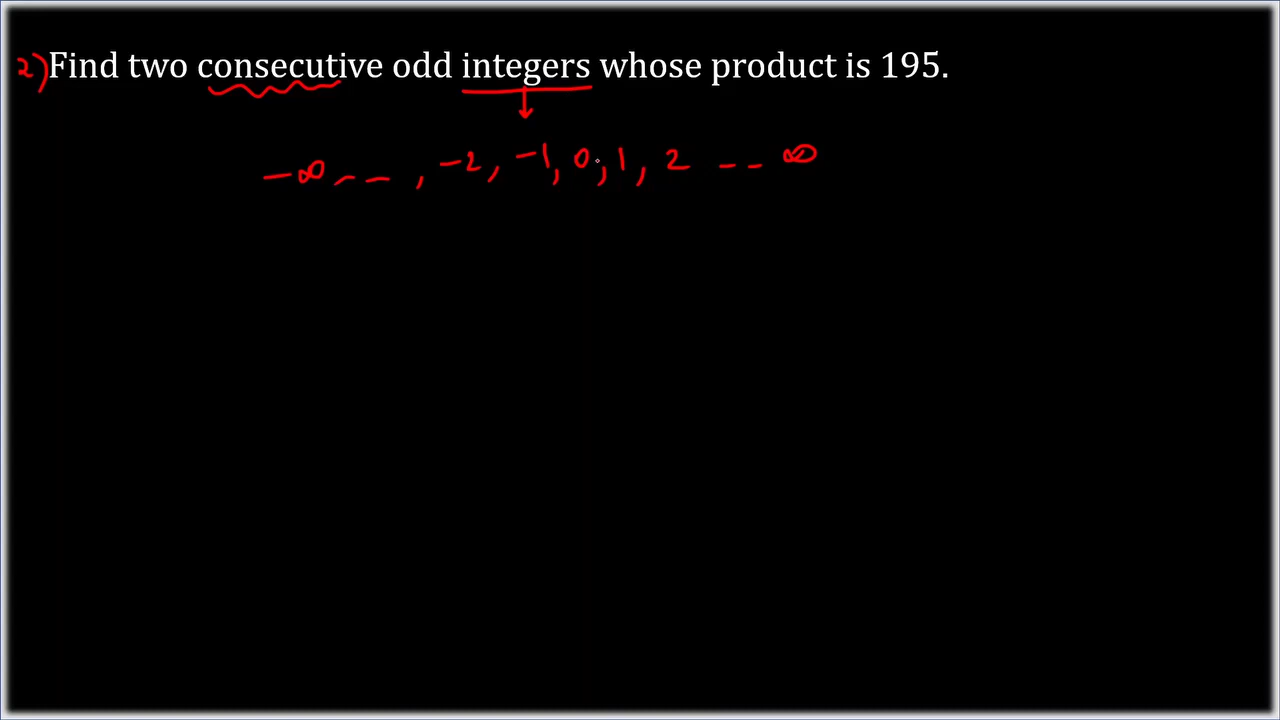 2) Find two consecutive odd integers whose product is 195.
-∞ - - , -2, -1, 0, 1, 2 - - ∞